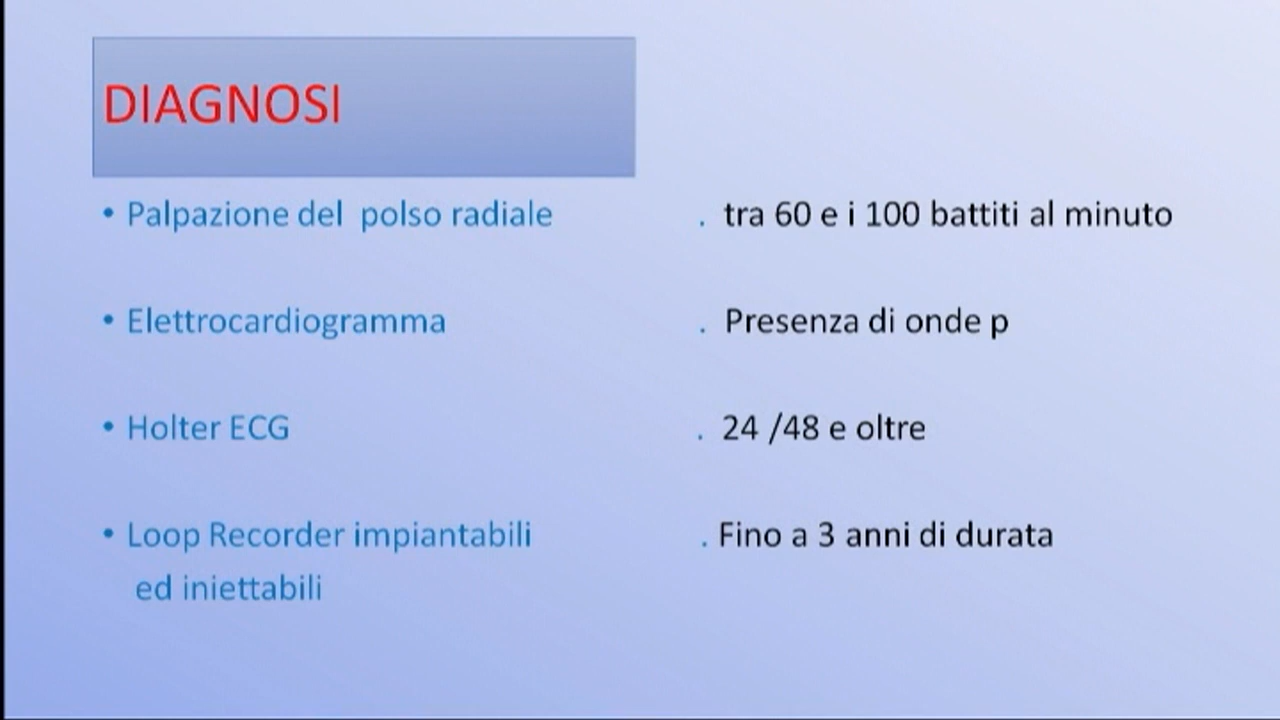 DIAGNOSI
• Palpazione del polso radiale . tra 60 e i 100 battiti al minuto
• Elettrocardiogramma . Presenza di onde p
• Holter ECG . 24 /48 e oltre
• Loop Recorder impiantabili . Fino a 3 anni di durata
ed iniettabili